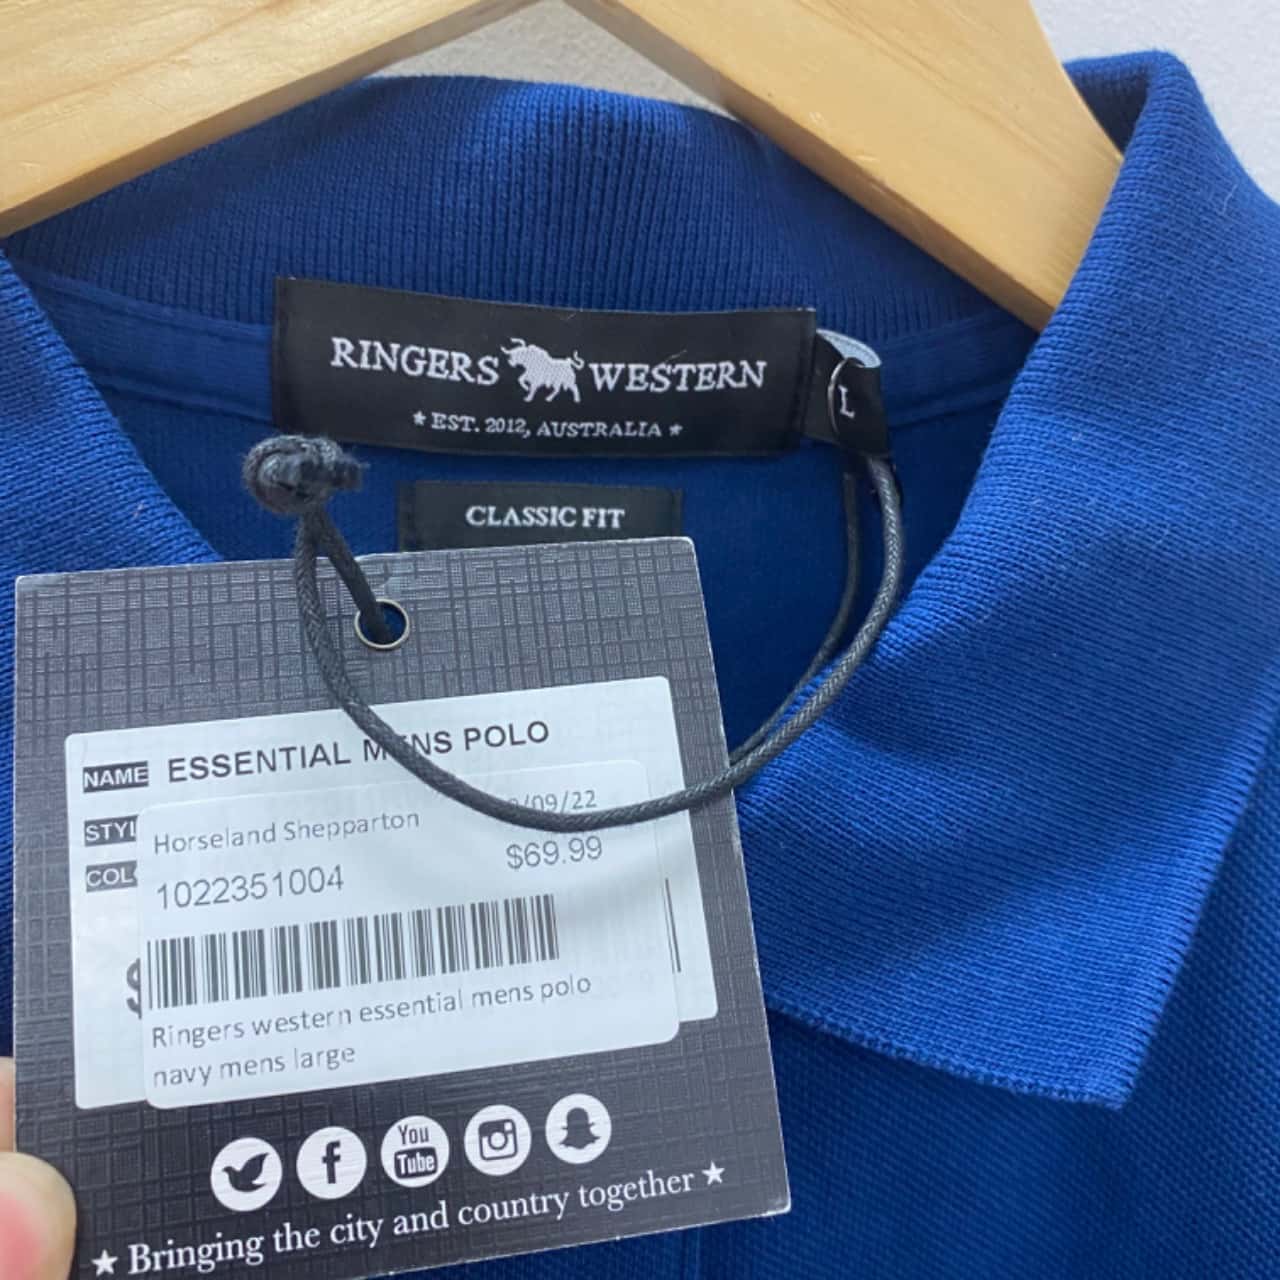 RINGERS WESTERN
★ EST. 2012, AUSTRALIA ★
L
CLASSIC FIT
NAME ESSENTIAL MENS POLO
Horseland Shepparton
$69.99
1022351004
Ringers western essential mens polo
navy mens large
You
Tube
★ Bringing the city and country together ★